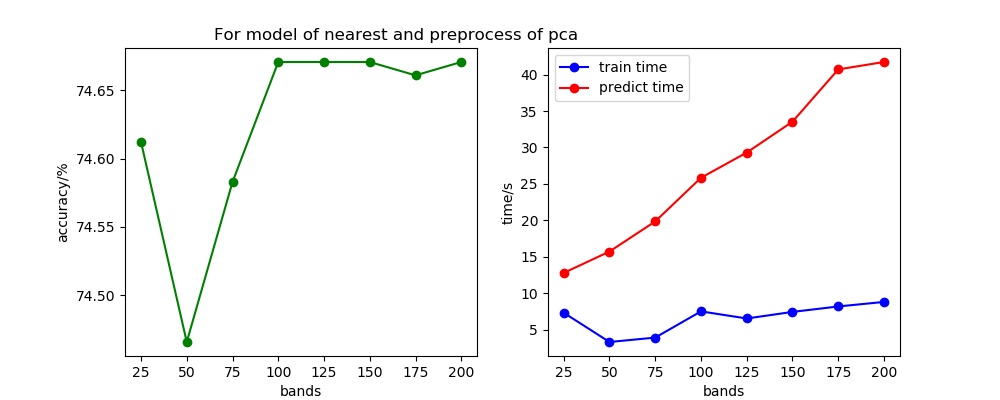 For model of nearest and preprocess of pca
accuracy/%
74.65
74.60
74.55
74.50
25 50 75 100 125 150 175 200
bands
time/s
40
35
30
25
20
15
10
5
train time
predict time
25 50 75 100 125 150 175 200
bands